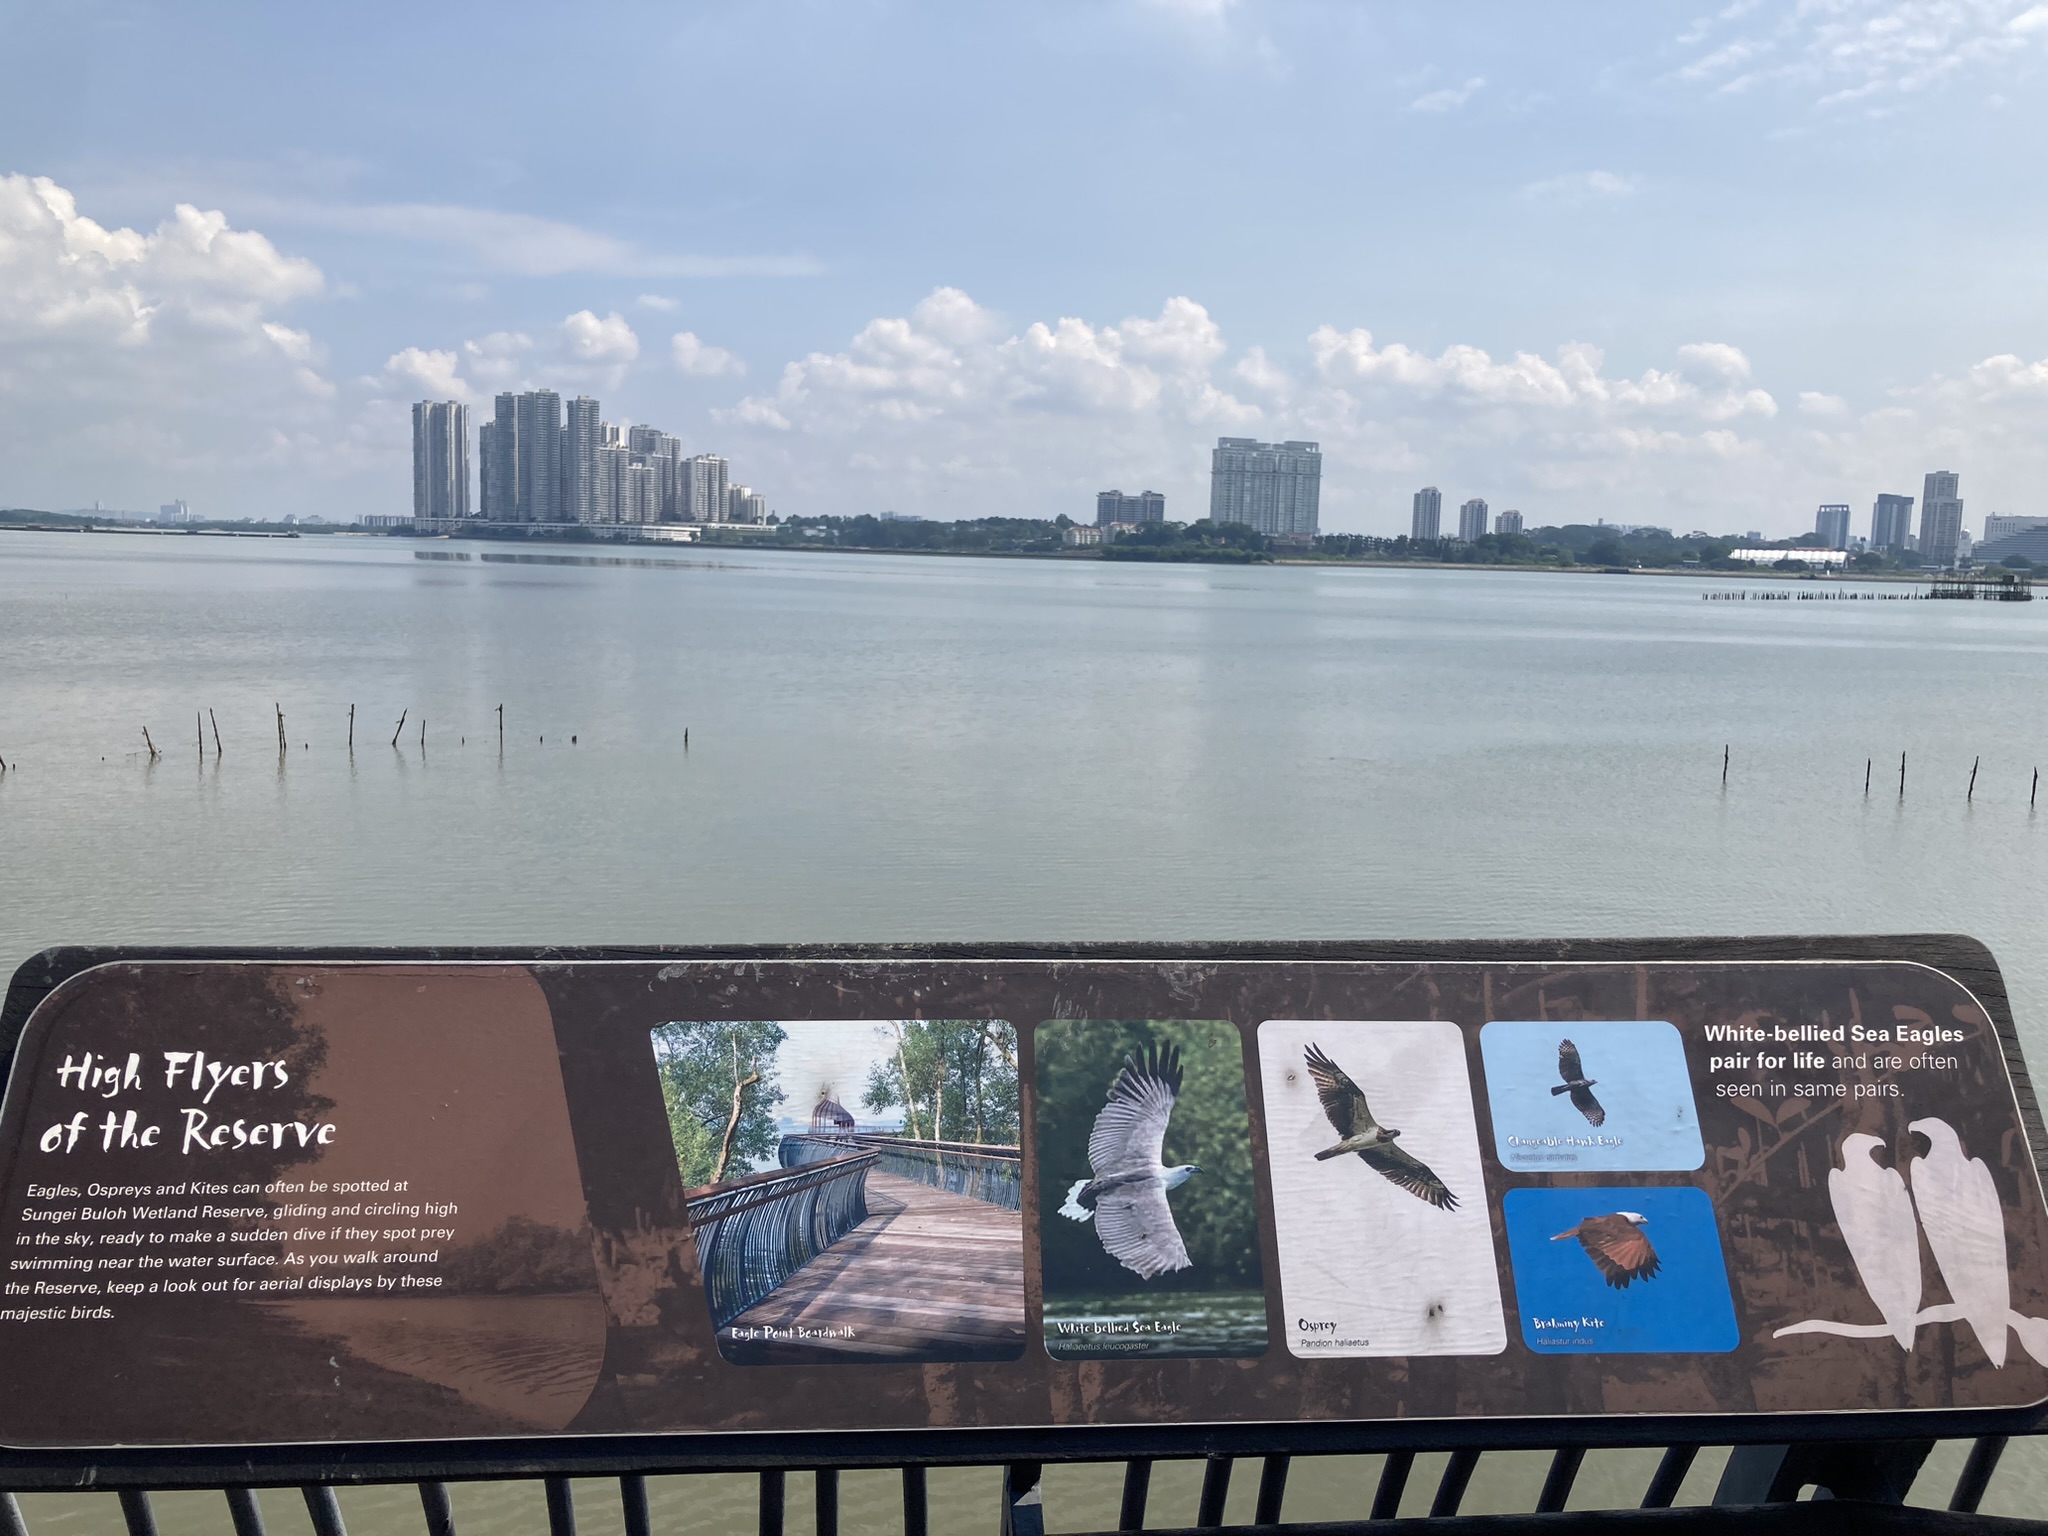 High Flyers
of the Reserve
Eagles, Ospreys and Kites can often be spotted at
Sungei Buloh Wetland Reserve, gliding and circling high
in the sky, ready to make a sudden dive if they spot prey
swimming near the water surface. As you walk around
the Reserve, keep a look out for aerial displays by these
majestic birds.
Eagle Point Boardwalk
White-bellied Sea Eagle
Haliaeetus leucogaster
Osprey
Pandion haliaetus
Changeable Hawk Eagle
Brahminy Kite
Haliastur indus
White-bellied Sea Eagles
pair for life and are often
seen in same pairs.